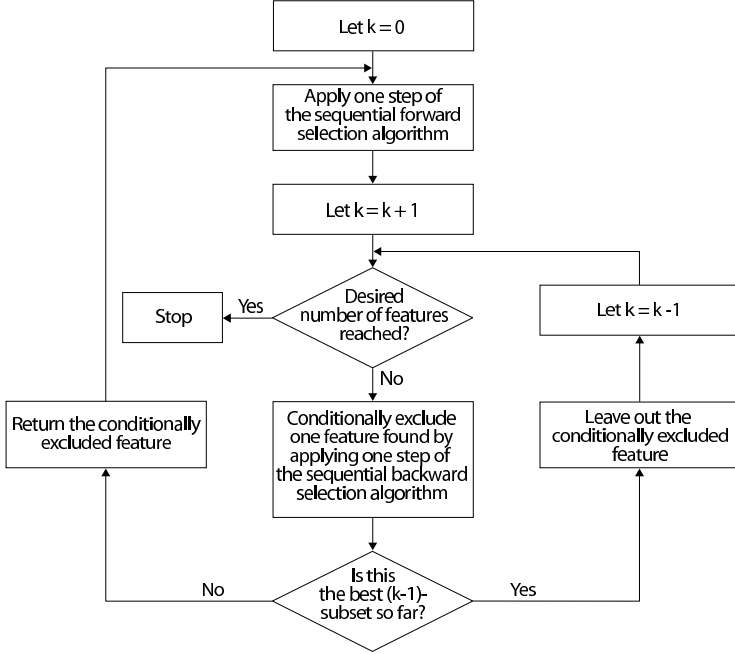 Let k = 0
Apply one step of
the sequential forward
selection algorithm
Let k = k + 1
Desired
number of features
reached?
Yes
Stop
No
Let k = k -1
Return the conditionally
excluded feature
Conditionally exclude
one feature found by
applying one step of
the sequential backward
selection algorithm
Leave out the
conditionally excluded
feature
Is this
the best (k-1)-
subset so far?
No
Yes